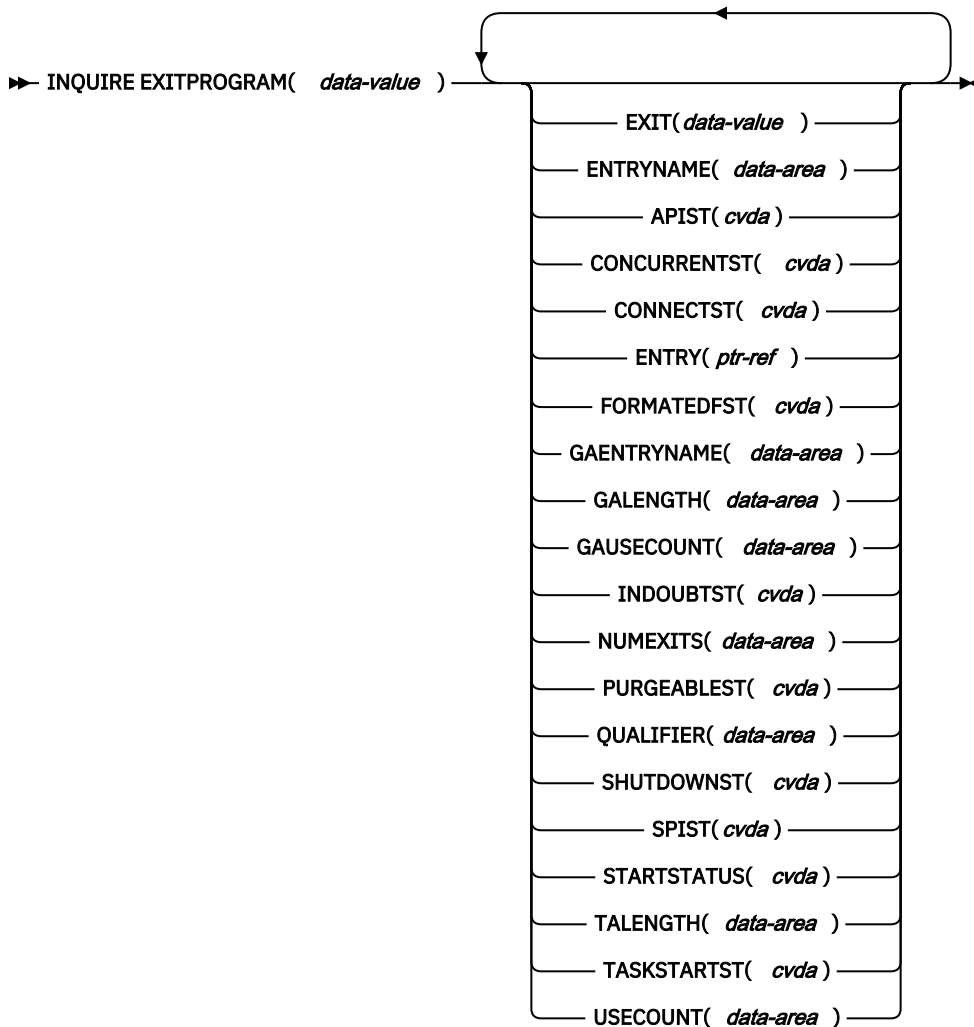 INQUIRE EXITPROGRAM( data-value )
EXIT( data-value )
ENTRYNAME( data-area )
APIST( cvda )
CONCURRENTST( cvda )
CONNECTST( cvda )
ENTRY( ptr-ref )
FORMATEDFST( cvda )
GAENTRYNAME( data-area )
GALENGTH( data-area )
GAUSECOUNT( data-area )
INDOUBTST( cvda )
NUMEXITS( data-area )
PURGEABLEST( cvda )
QUALIFIER( data-area )
SHUTDOWNST( cvda )
SPIST( cvda )
STARTSTATUS( cvda )
TALENGTH( data-area )
TASKSTARTST( cvda )
USECOUNT( data-area )